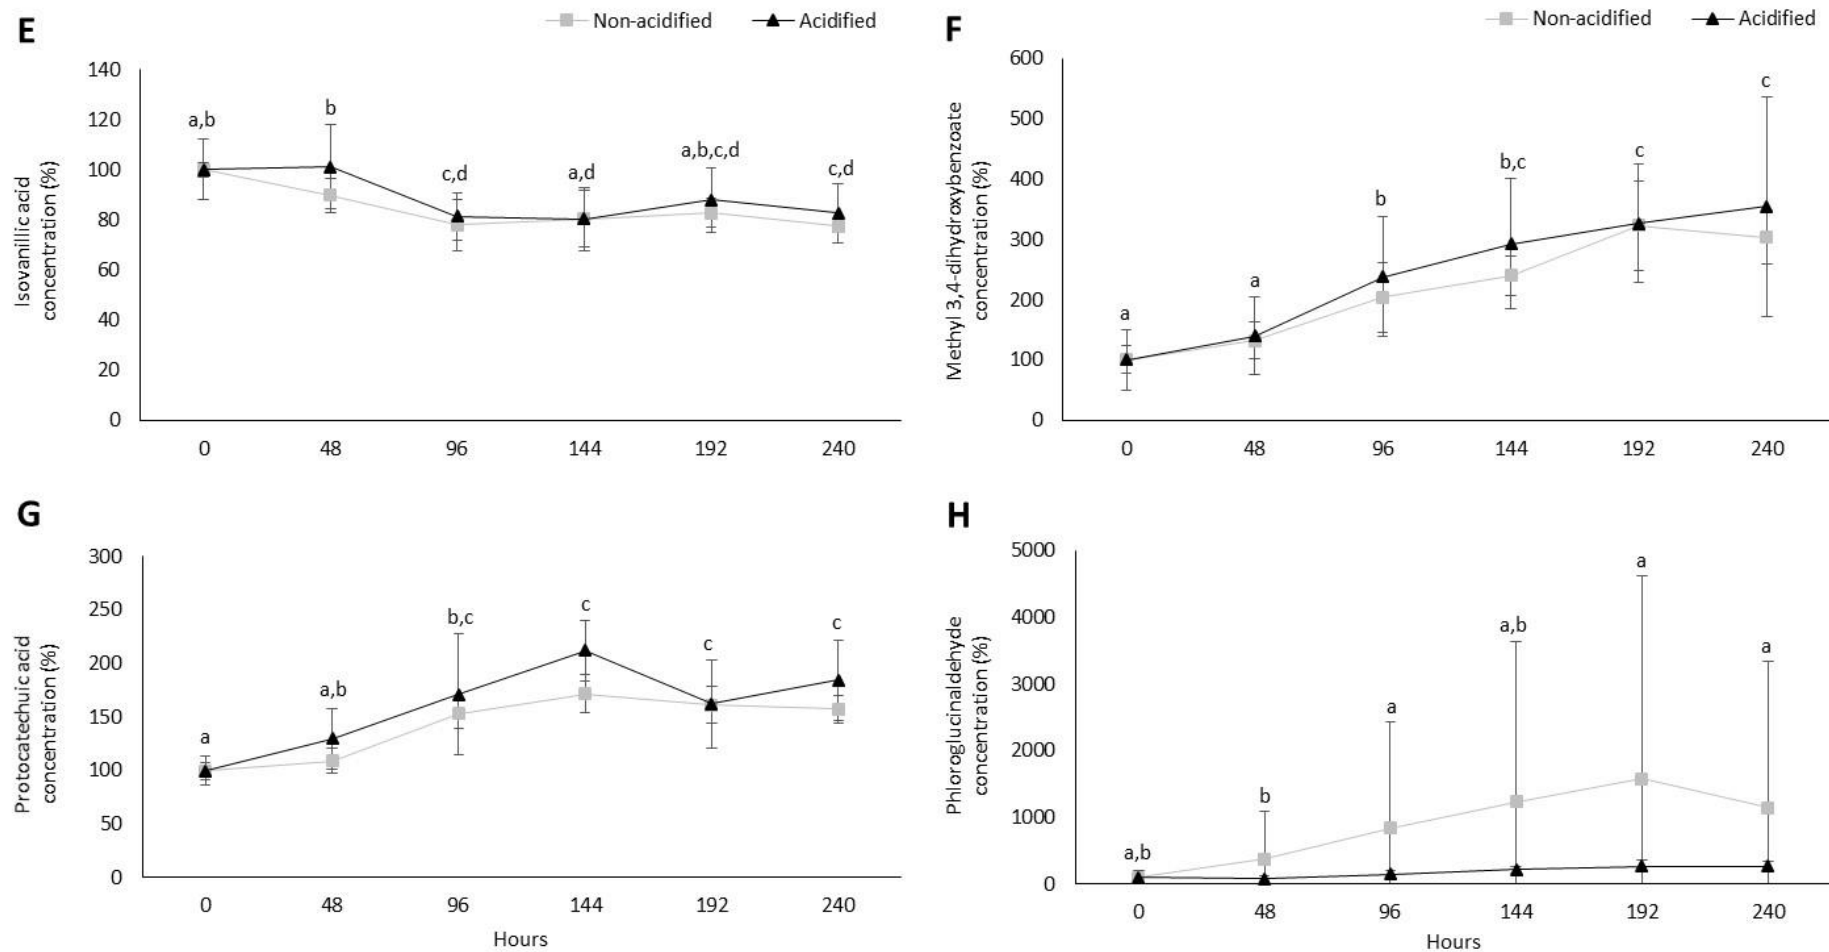 E
Non-acidified Acidified
Isovanillic acid
concentration (%)
140
120
100
80
60
40
20
0
a,b
b
c,d
a,d
a,b,c,d
c,d
0 48 96 144 192 240
F
Non-acidified Acidified
Methyl 3,4-dihydroxybenzoate
concentration (%)
600
500
400
300
200
100
0
a
a
b
b,c
c
c
0 48 96 144 192 240
G
Protocatechuic acid
concentration (%)
300
250
200
150
100
50
0
a
a,b
b,c
c
c
c
0 48 96 144 192 240
Hours
H
Phloroglucinaldehyde
concentration (%)
5000
4000
3000
2000
1000
0
a,b
b
a
a,b
a
a
0 48 96 144 192 240
Hours